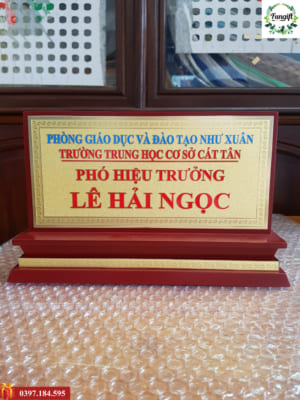 Fungift
PHÒNG GIÁO DỤC VÀ ĐÀO TẠO NHƯ XUÂN
TRƯỜNG TRUNG HỌC CƠ SỞ CÁT TÂN
PHÓ HIỆU TRƯỞNG
LÊ HẢI NGỌC
0397.184.595